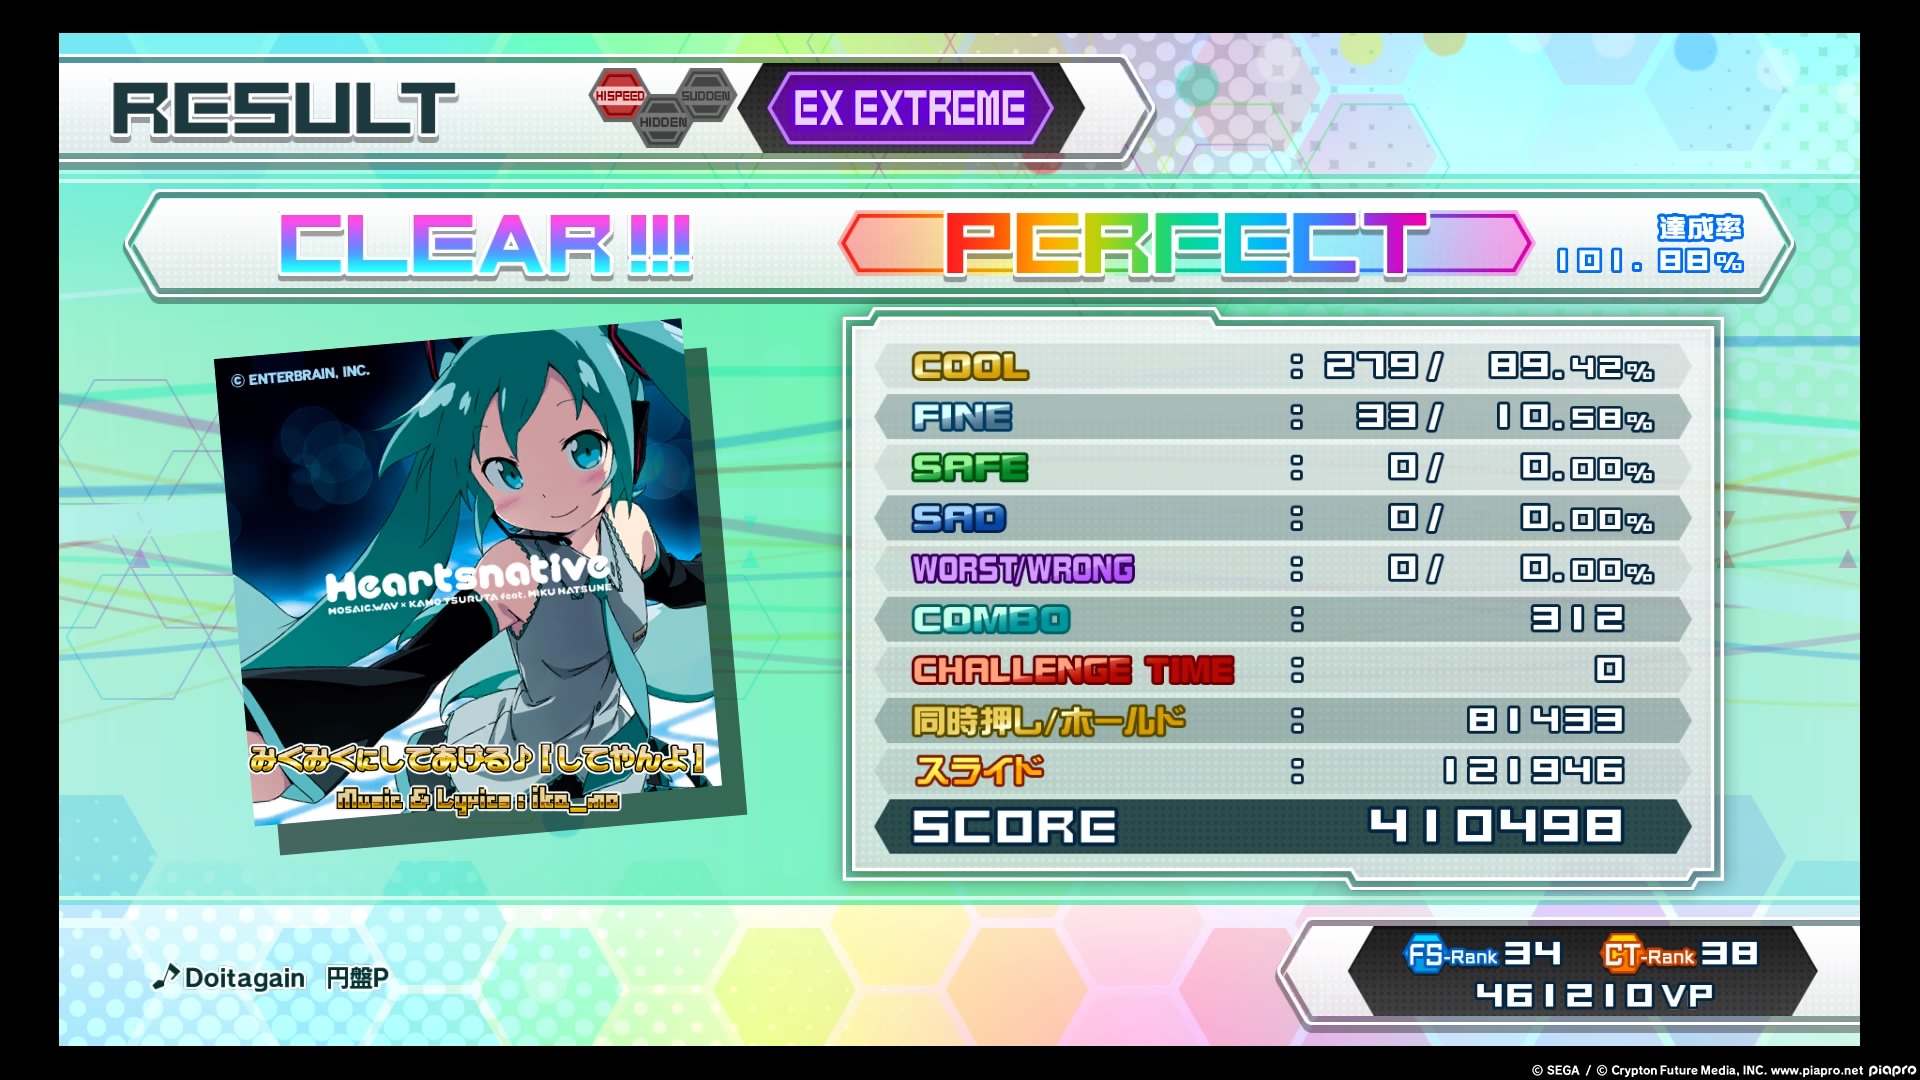 RESULT
HISPEED
HIDDEN
SUDDEN
EX EXTREME
CLEAR!!!
PERFECT
達成率
101.88%
© ENTERBRAIN, INC.
Heartsnative
MOSAIC.WAV × KAMO TSURUTA feat. MIKU HATSUNE
みくみくにしてあげる♪【してやんよ】
Music & Lyrics : ika_mo
COOL : 279/ 89.42%
FINE : 33/ 10.58%
SAFE : 0/ 0.00%
SAD : 0/ 0.00%
WORST/WRONG : 0/ 0.00%
COMBO : 312
CHALLENGE TIME : 0
同時押し/ホールド : 81433
スライド : 121946
SCORE 410498
♪Doitagain 円盤P
FS-Rank 34 CT-Rank 38
461210VP
© SEGA / © Crypton Future Media, INC. www.piapro.net piapro